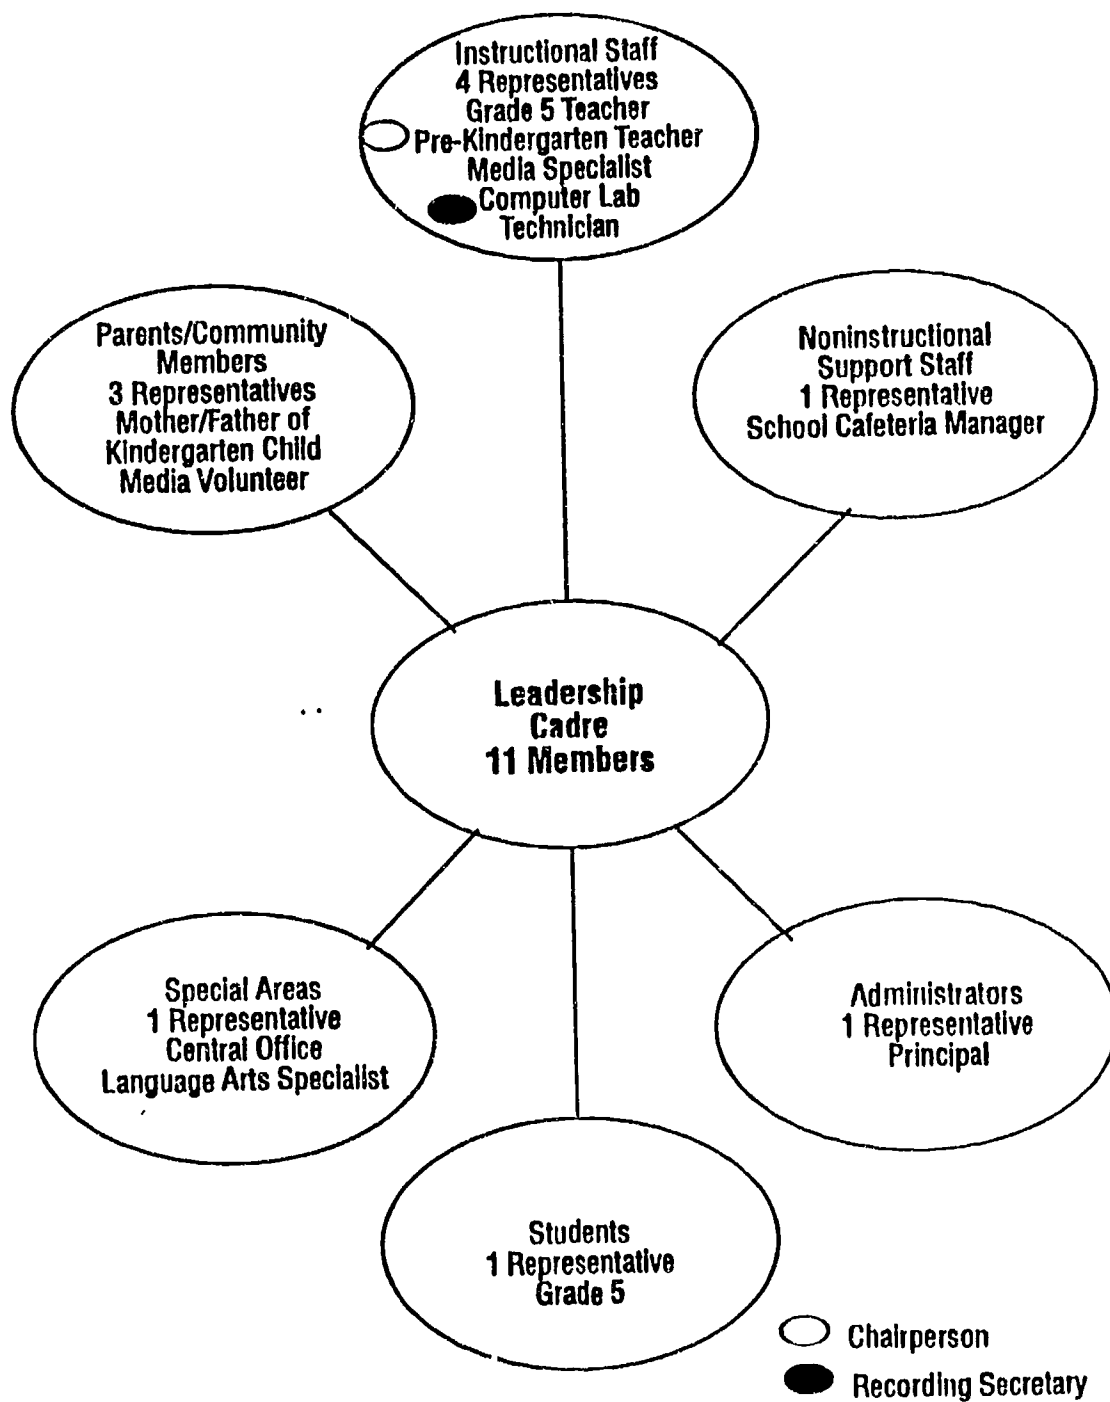 Instructional Staff
4 Representatives
Grade 5 Teacher
Pre-Kindergarten Teacher
Media Specialist
Computer Lab
Technician
Parents/Community
Members
3 Representatives
Mother/Father of
Kindergarten Child
Media Volunteer
Noninstructional
Support Staff
1 Representative
School Cafeteria Manager
Leadership
Cadre
11 Members
Special Areas
1 Representative
Central Office
Language Arts Specialist
Administrators
1 Representative
Principal
Students
1 Representative
Grade 5
Chairperson
Recording Secretary